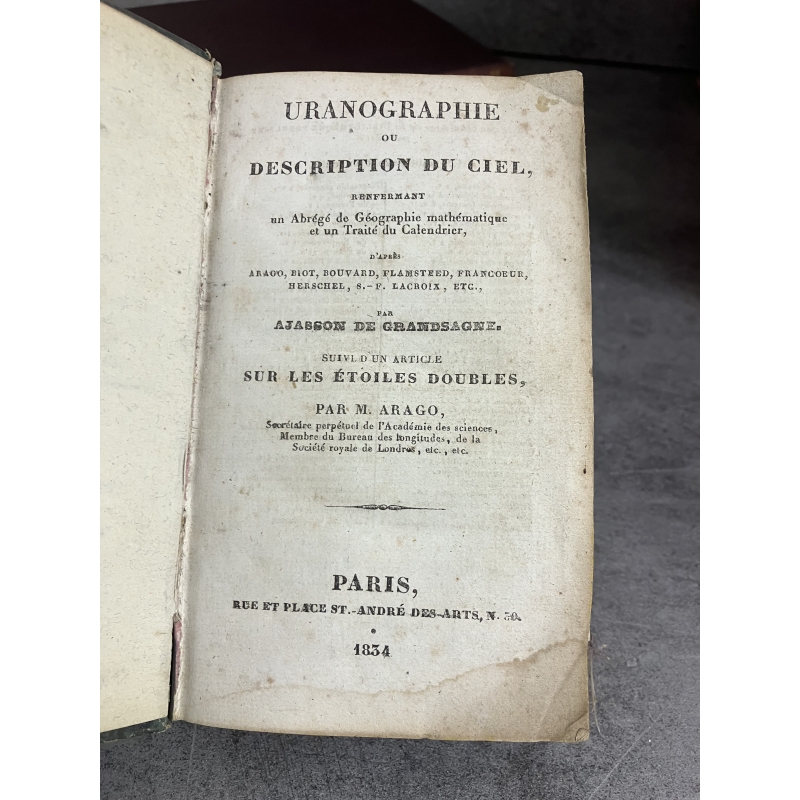 URANOGRAPHIE
OU
DESCRIPTION DU CIEL,
RENFERMANT
un Abrégé de Géographie mathématique
et un Traité du Calendrier,
D'APRÈS
ARAGO, BIOT, BOUVARD, FLAMSTEED, FRANCOEUR,
HERSCHEL, S.-F. LACROIX, ETC.,
PAR
AJASSON DE GRANDSAGNE.
SUIVI D'UN ARTICLE
SUR LES ÉTOILES DOUBLES,
PAR M. ARAGO,
Secrétaire perpétuel de l'Académie des sciences,
Membre du Bureau des longitudes, de la
Société royale de Londres, etc., etc.
PARIS,
RUE ET PLACE ST.-ANDRÉ DES-ARTS, N. 30.
1834